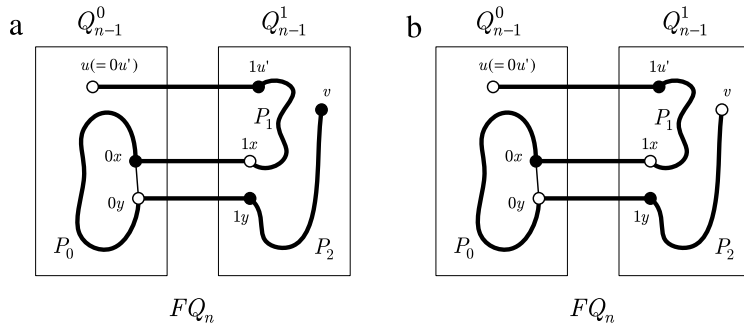 a
Q^0_{n-1}
Q^1_{n-1}
u(=0u')
1u'
v
P_1
0x
1x
0y
1y
P_0
P_2
FQ_n
b
Q^0_{n-1}
Q^1_{n-1}
u(=0u')
1u'
v
P_1
0x
1x
0y
1y
P_0
P_2
FQ_n